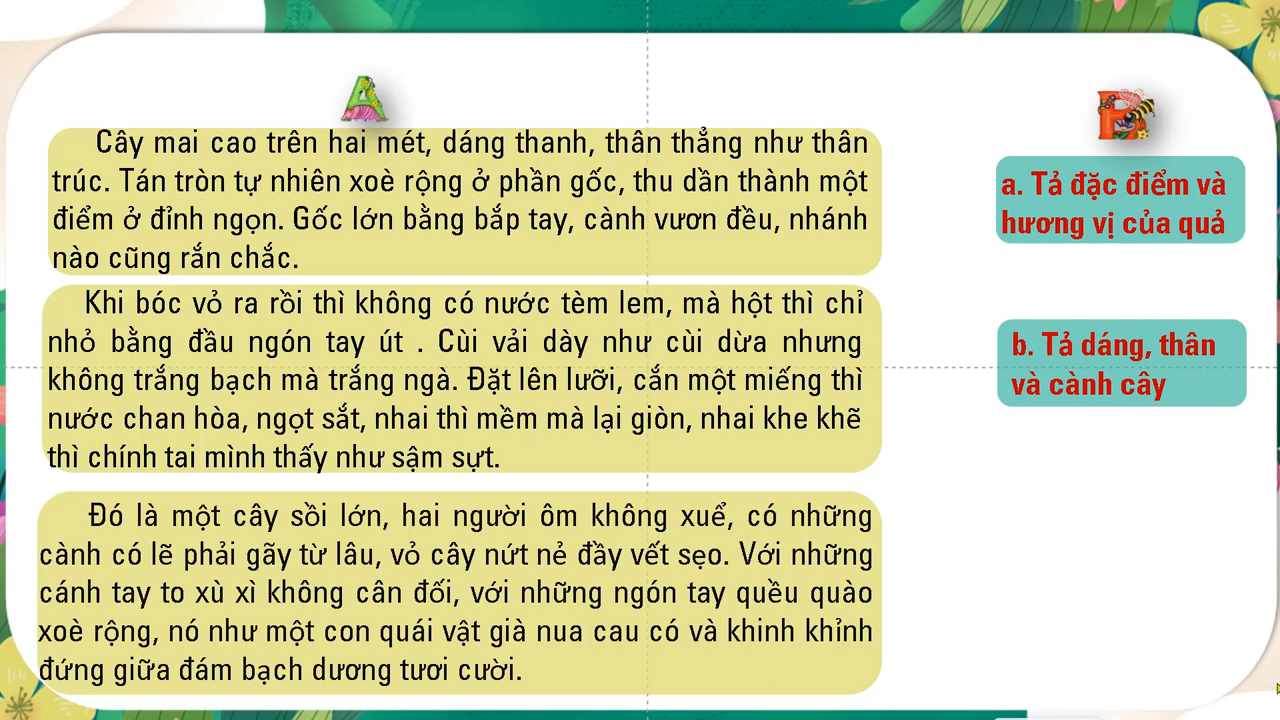 A
Cây mai cao trên hai mét, dáng thanh, thân thẳng như thân
trúc. Tán tròn tự nhiên xoè rộng ở phần gốc, thu dần thành một
điểm ở đỉnh ngọn. Gốc lớn bằng bắp tay, cành vươn đều, nhánh
nào cũng rắn chắc.
Khi bóc vỏ ra rồi thì không có nước tèm lem, mà hột thì chỉ
nhỏ bằng đầu ngón tay út . Cùi vải dày như cùi dừa nhưng
không trắng bạch mà trắng ngà. Đặt lên lưỡi, cắn một miếng thì
nước chan hòa, ngọt sắt, nhai thì mềm mà lại giòn, nhai khe khẽ
thì chính tai mình thấy như sậm sựt.
Đó là một cây sồi lớn, hai người ôm không xuể, có những
cành có lẽ phải gãy từ lâu, vỏ cây nứt nẻ đầy vết sẹo. Với những
cánh tay to xù xì không cân đối, với những ngón tay quều quào
xoè rộng, nó như một con quái vật già nua cau có và khinh khỉnh
đứng giữa đám bạch dương tươi cười.
B
a. Tả đặc điểm và
hương vị của quả
b. Tả dáng, thân
và cành cây